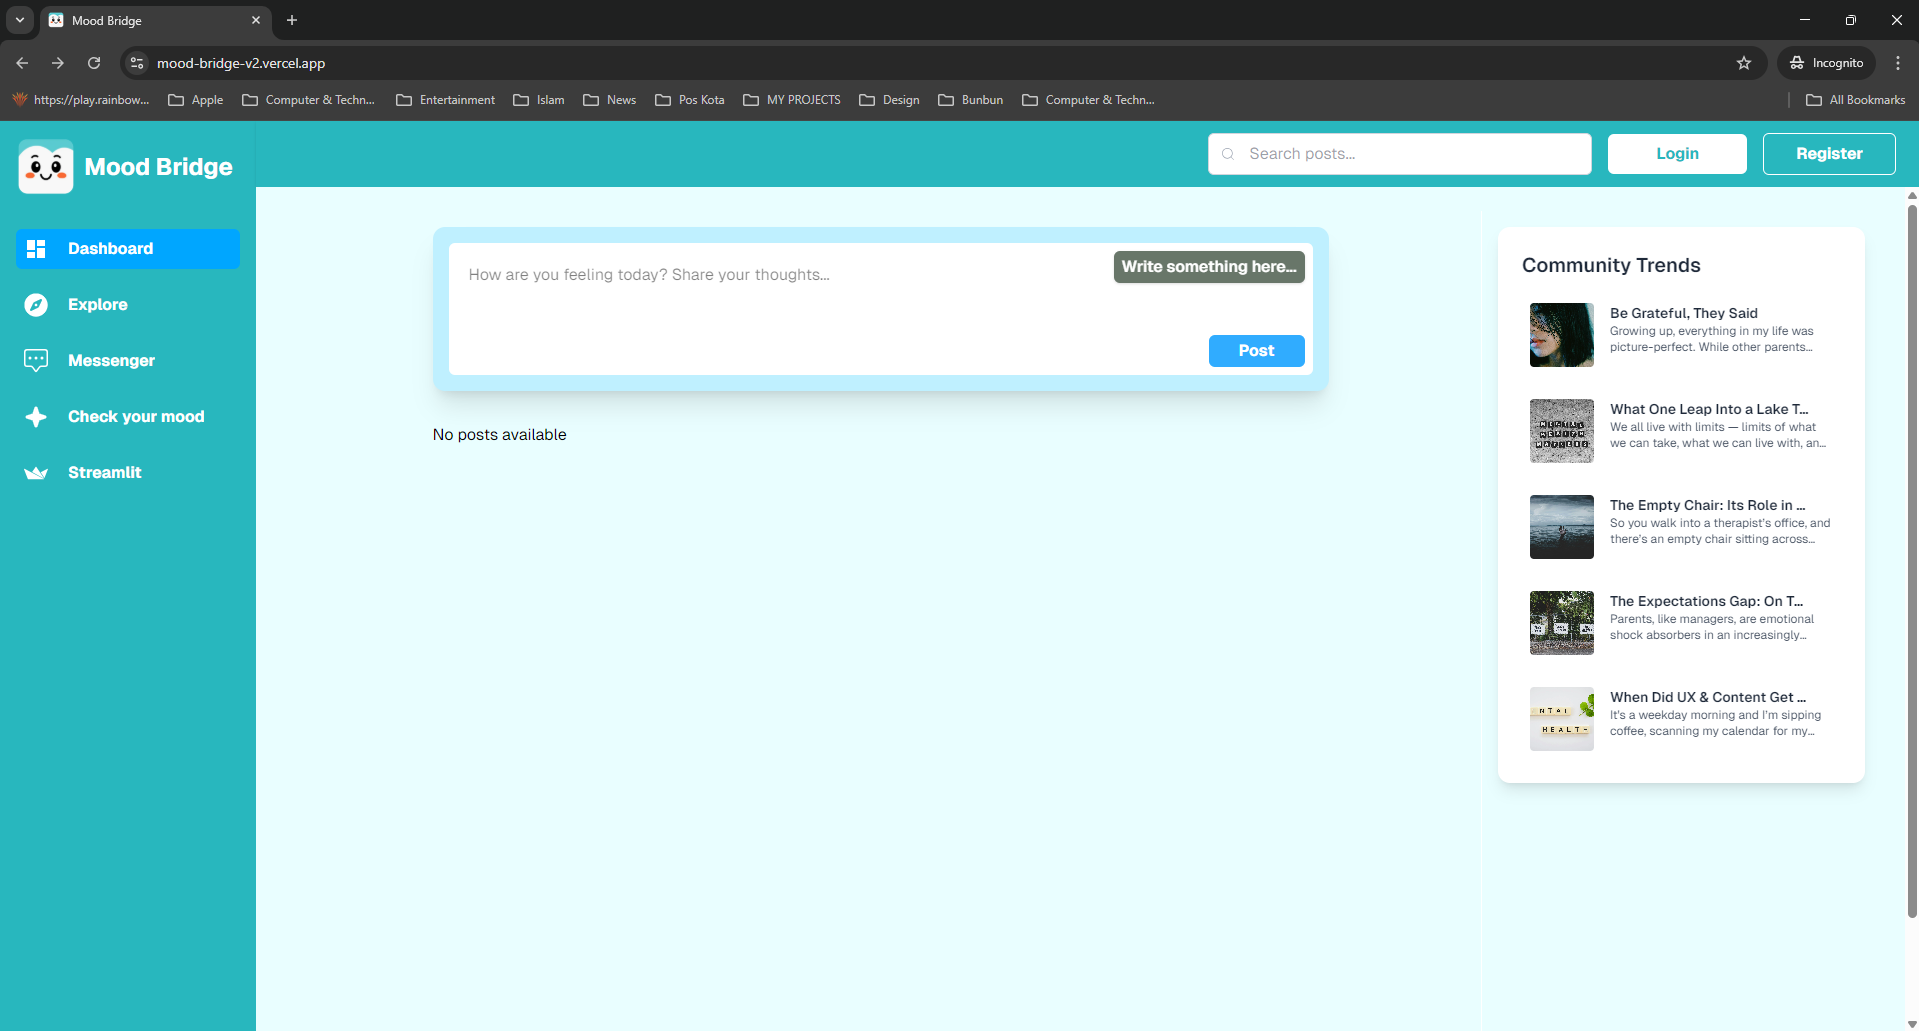 Mood Bridge
mood-bridge-v2.vercel.app
Incognito
https://play.rainbow...
Apple
Computer & Techn...
Entertainment
Islam
News
Pos Kota
MY PROJECTS
Design
Bunbun
Computer & Techn...
All Bookmarks
Mood Bridge
Search posts...
Login
Register
Dashboard
Explore
Messenger
Check your mood
Streamlit
How are you feeling today? Share your thoughts...
Write something here...
Post
No posts available
Community Trends
Be Grateful, They Said
Growing up, everything in my life was
picture-perfect. While other parents...
What One Leap Into a Lake T...
We all live with limits — limits of what
we can take, what we can live with, an...
MENTAL
HEALTH
MATTERS
The Empty Chair: Its Role in ...
So you walk into a therapist's office, and
there's an empty chair sitting across...
The Expectations Gap: On T...
Parents, like managers, are emotional
shock absorbers in an increasingly...
When Did UX & Content Get ...
It's a weekday morning and I'm sipping
coffee, scanning my calendar for my...
NTAL
HEALT